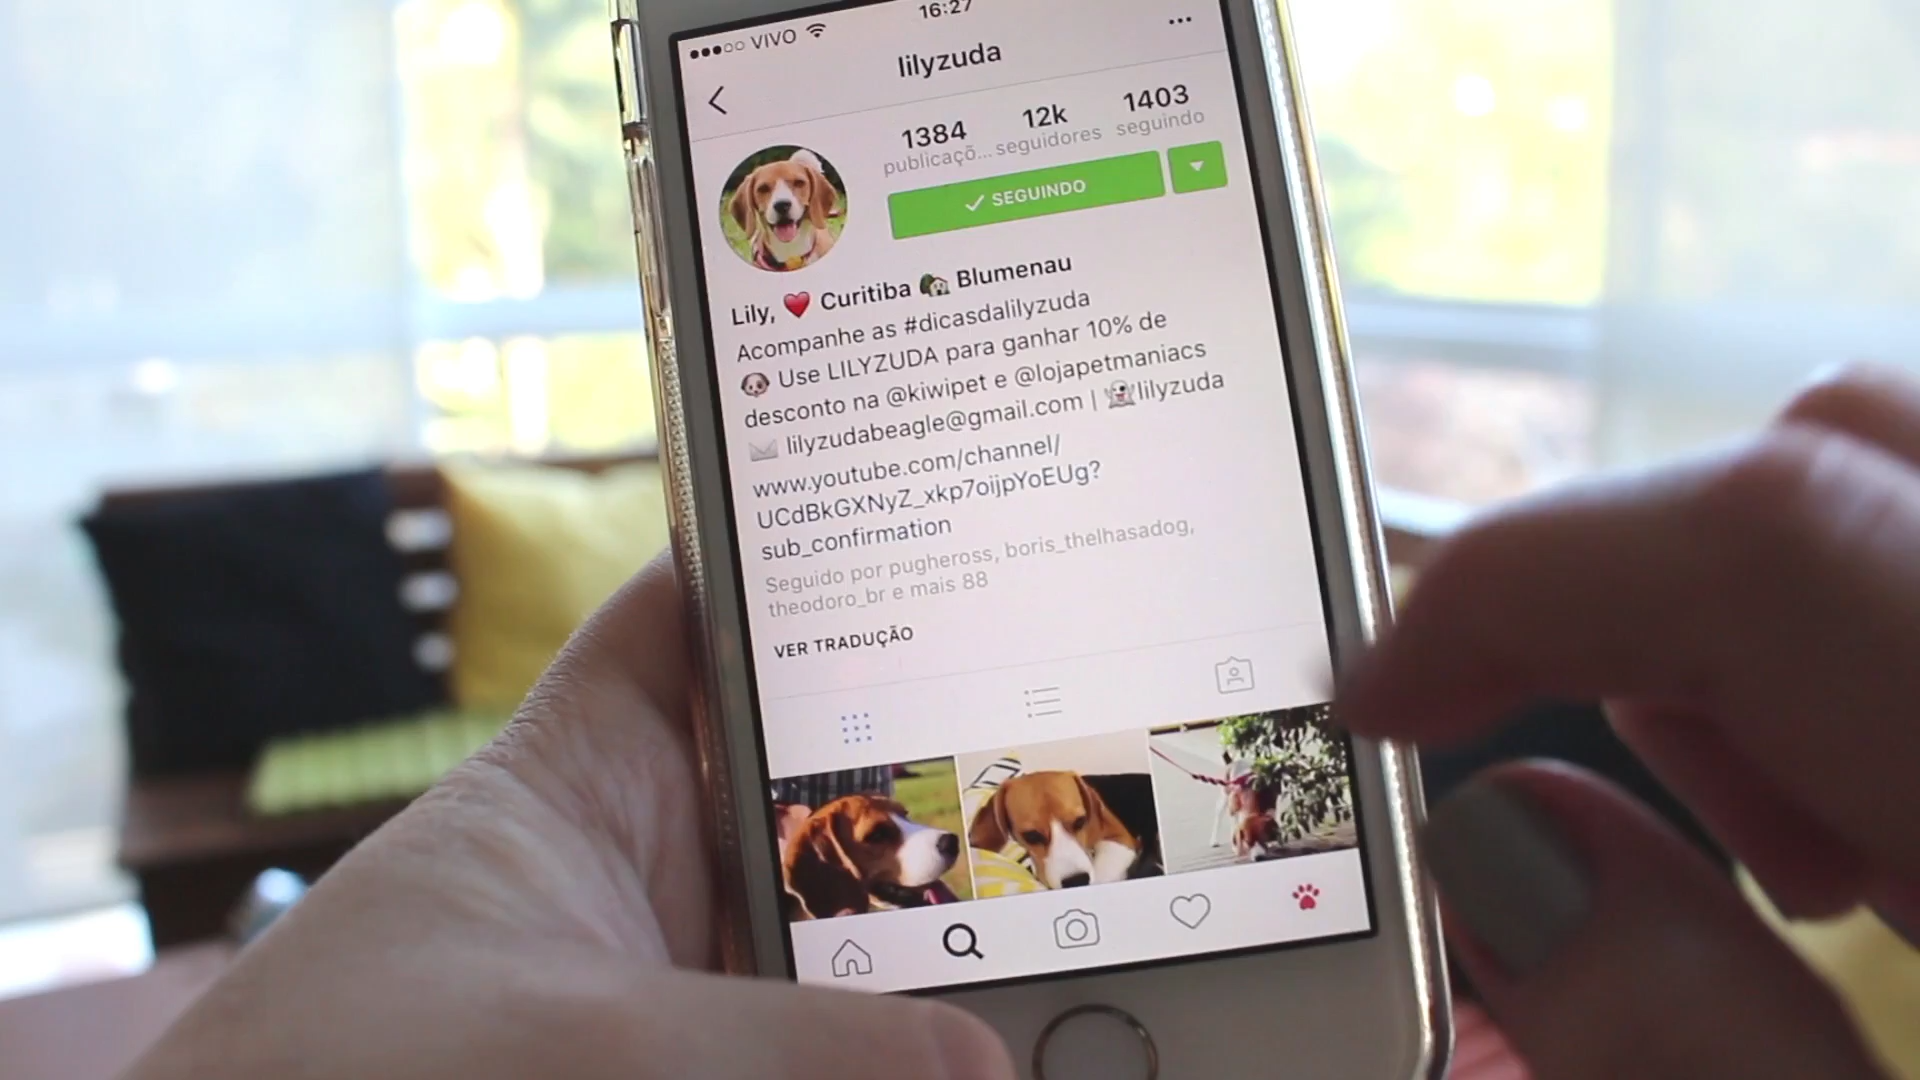 VIVO
16:27
lilyzuda
1384 12k 1403
publicaçõ... seguidores seguindo
SEGUINDO
Lily, ❤️ Curitiba 🏡 Blumenau
Acompanhe as #dicasdalilyzuda
🐶 Use LILYZUDA para ganhar 10% de
desconto na @kiwipet e @lojapetmaniacs
✉️ lilyzudabeagle@gmail.com | 👻lilyzuda
www.youtube.com/channel/
UCdBkGXNyZ_xkp7oijpYoEUg?
sub_confirmation
Seguido por pugheross, boris_thelhasadog,
theodoro_br e mais 88
VER TRADUÇÃO